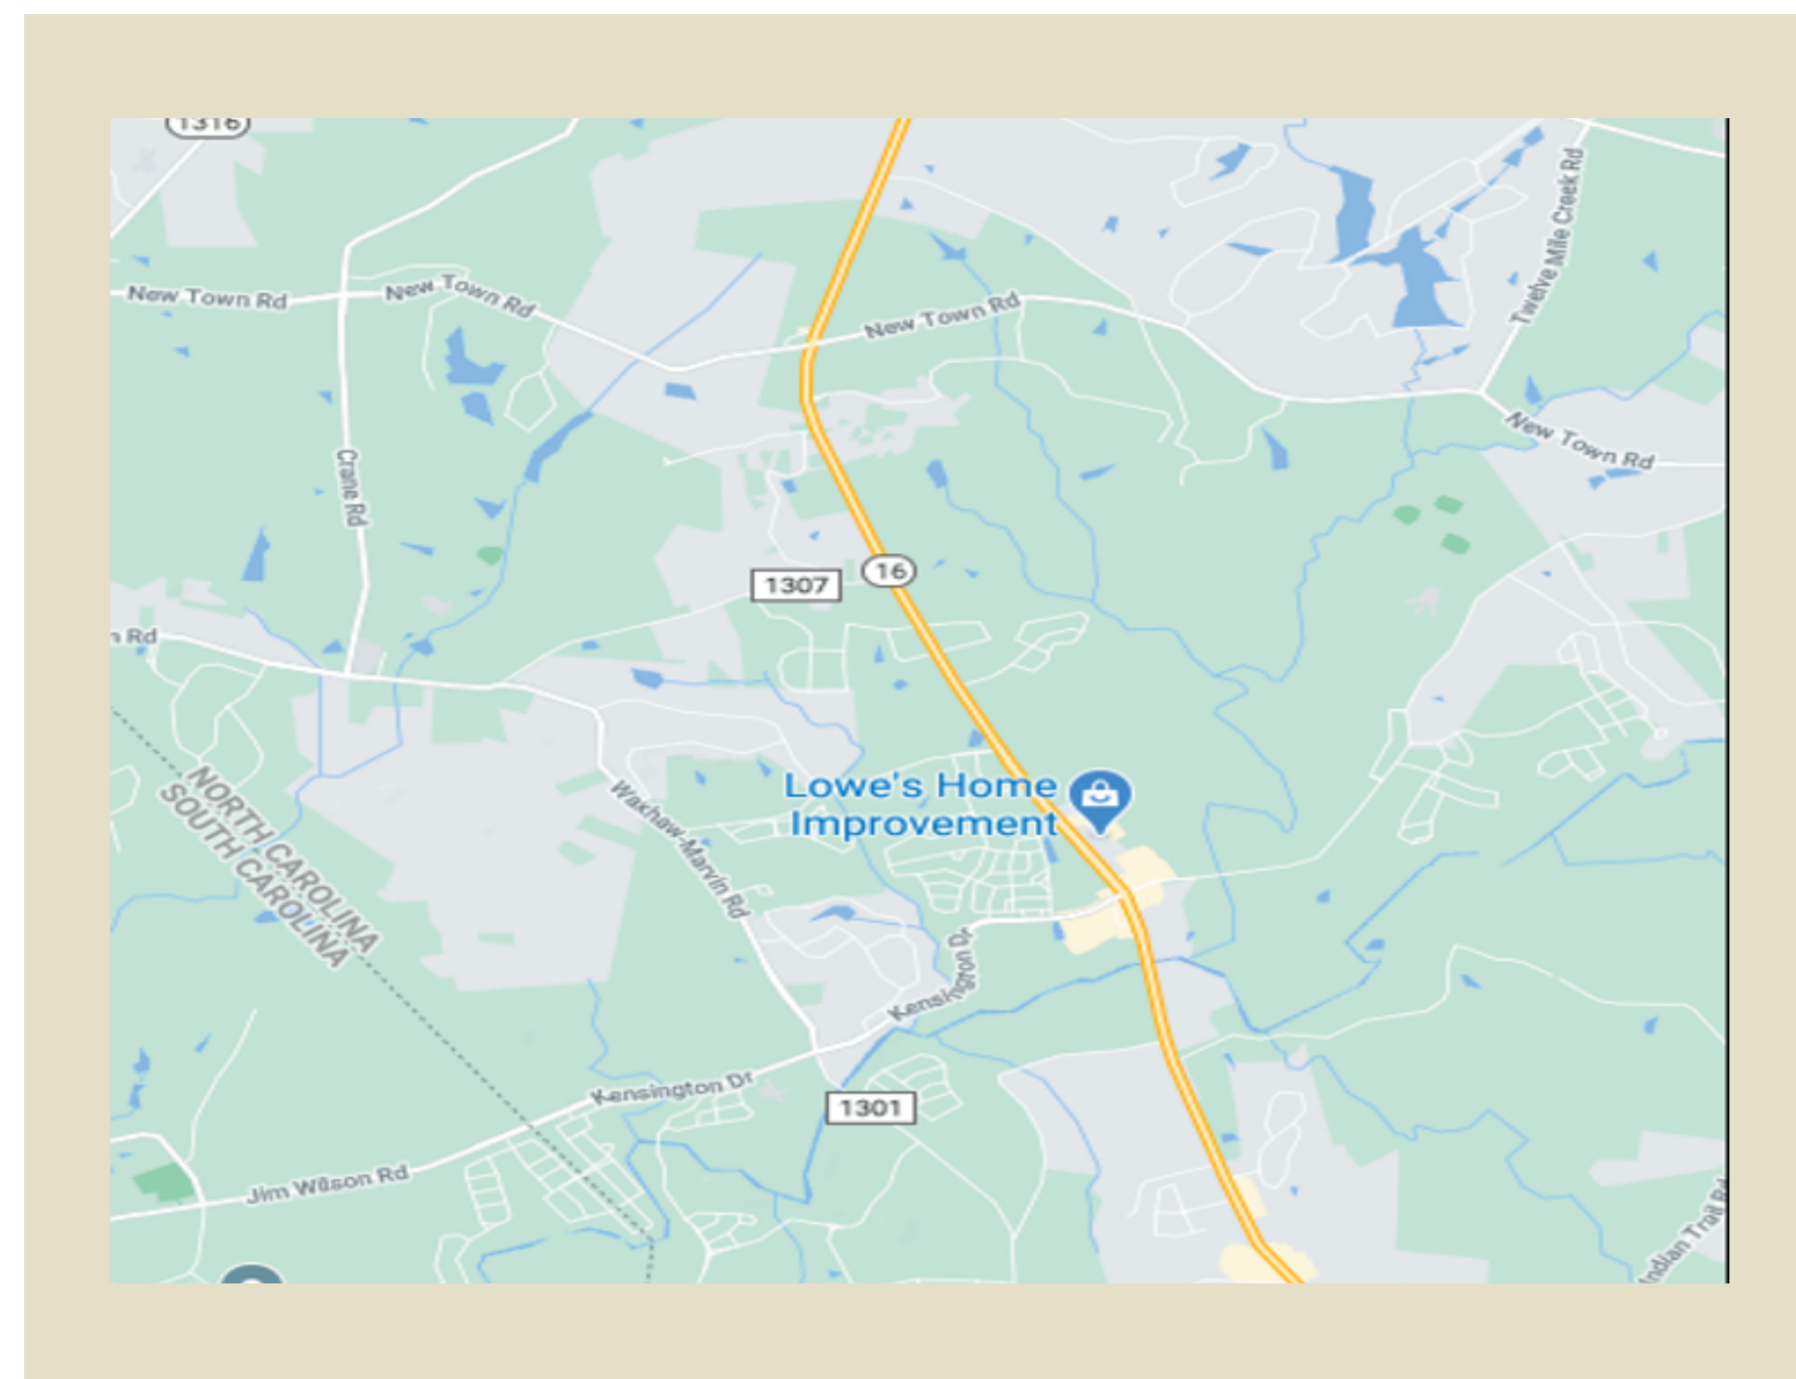 1316
Twelve Mile Creek Rd
New Town Rd
New Town Rd
New Town Rd
New Town Rd
Crane Rd
16
1307
Rd
Lowe's Home
Improvement
NORTH CAROLINA
SOUTH CAROLINA
Waxhaw-Marvin Rd
Kensington Dr
Kensington Dr
1301
Jim Wilson Rd
Indian Trail Rd